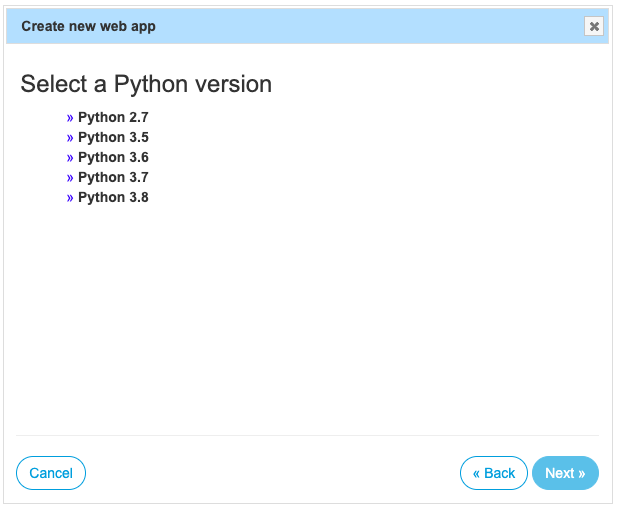 Create new web app
Select a Python version
» Python 2.7
» Python 3.5
» Python 3.6
» Python 3.7
» Python 3.8
Cancel
« Back
Next »